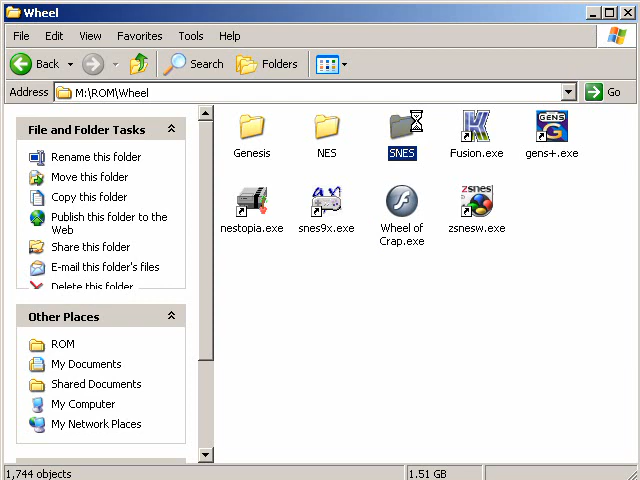 Wheel
File Edit View Favorites Tools Help
Back Search Folders
Address M:\ROM\Wheel Go
File and Folder Tasks
Rename this folder
Move this folder
Copy this folder
Publish this folder to the
Web
Share this folder
E-mail this folder's files
Delete this folder
Other Places
ROM
My Documents
Shared Documents
My Computer
My Network Places
Genesis NES SNES Fusion.exe gens+.exe
GENS
nestopia.exe snes9x.exe Wheel of
Crap.exe zsnesw.exe
zsnes
1,744 objects 1.51 GB